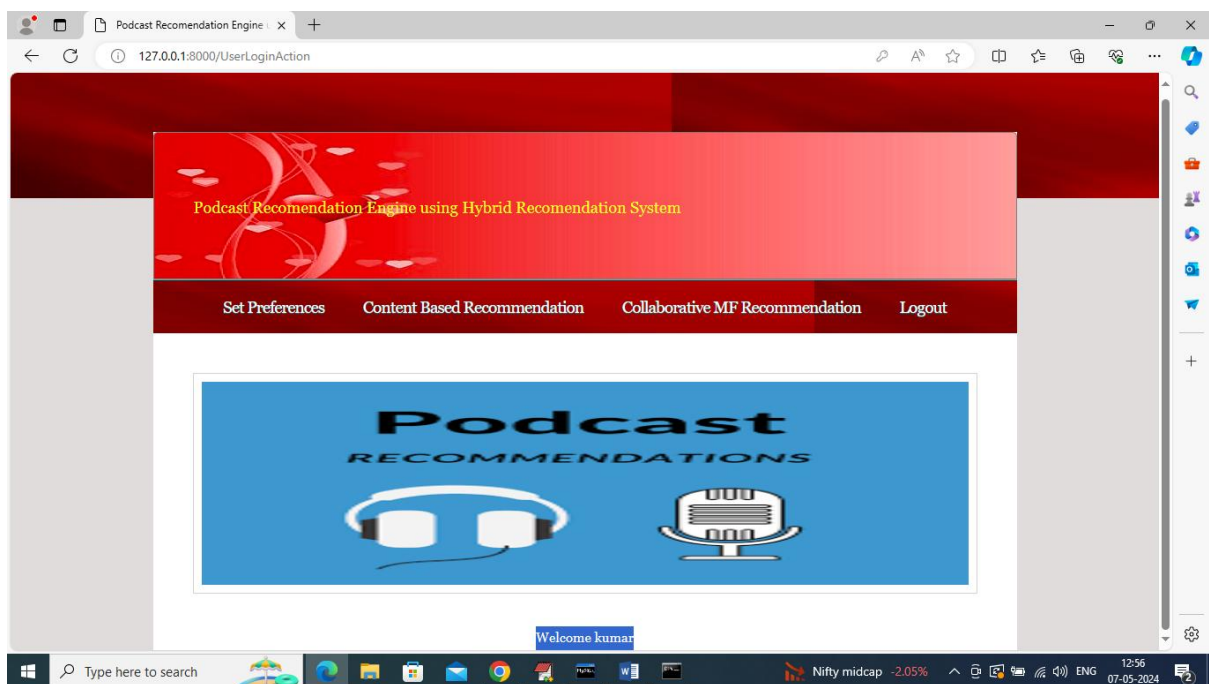 Podcast Recomendation Engine
127.0.0.1:8000/UserLoginAction
Podcast Recomendation Engine using Hybrid Recomendation System
Set Preferences Content Based Recommendation Collaborative MF Recommendation Logout
Podcast
RECOMMENDATIONS
Welcome kumar
Type here to search
Nifty midcap -2.05%
ENG
12:56
07-05-2024
2